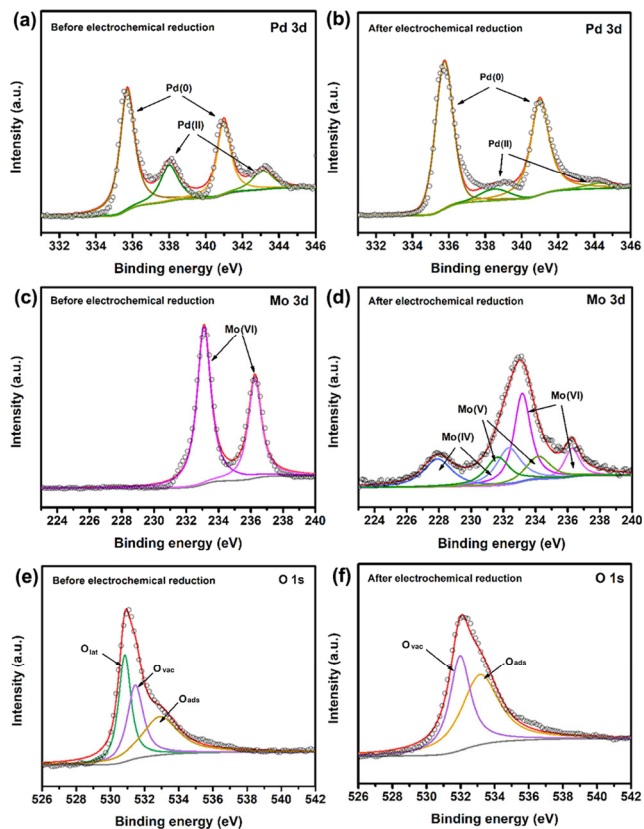 (a)
Before electrochemical reduction
Pd 3d
Pd(0)
Pd(II)
Intensity (a.u.)
332 334 336 338 340 342 344 346
Binding energy (eV)
(b)
After electrochemical reduction
Pd 3d
Pd(0)
Pd(II)
Intensity (a.u.)
332 334 336 338 340 342 344 346
Binding energy (eV)
(c)
Before electrochemical reduction
Mo 3d
Mo(VI)
Intensity (a.u.)
224 226 228 230 232 234 236 238 240
Binding energy (eV)
(d)
After electrochemical reduction
Mo 3d
Mo(VI)
Mo(V)
Mo(IV)
Intensity (a.u.)
224 226 228 230 232 234 236 238 240
Binding energy (eV)
(e)
Before electrochemical reduction
O 1s
Olat
Ovac
Oads
Intensity (a.u.)
526 528 530 532 534 536 538 540 542
Binding energy (eV)
(f)
After electrochemical reduction
O 1s
Ovac
Oads
Intensity (a.u.)
526 528 530 532 534 536 538 540 542
Binding energy (eV)